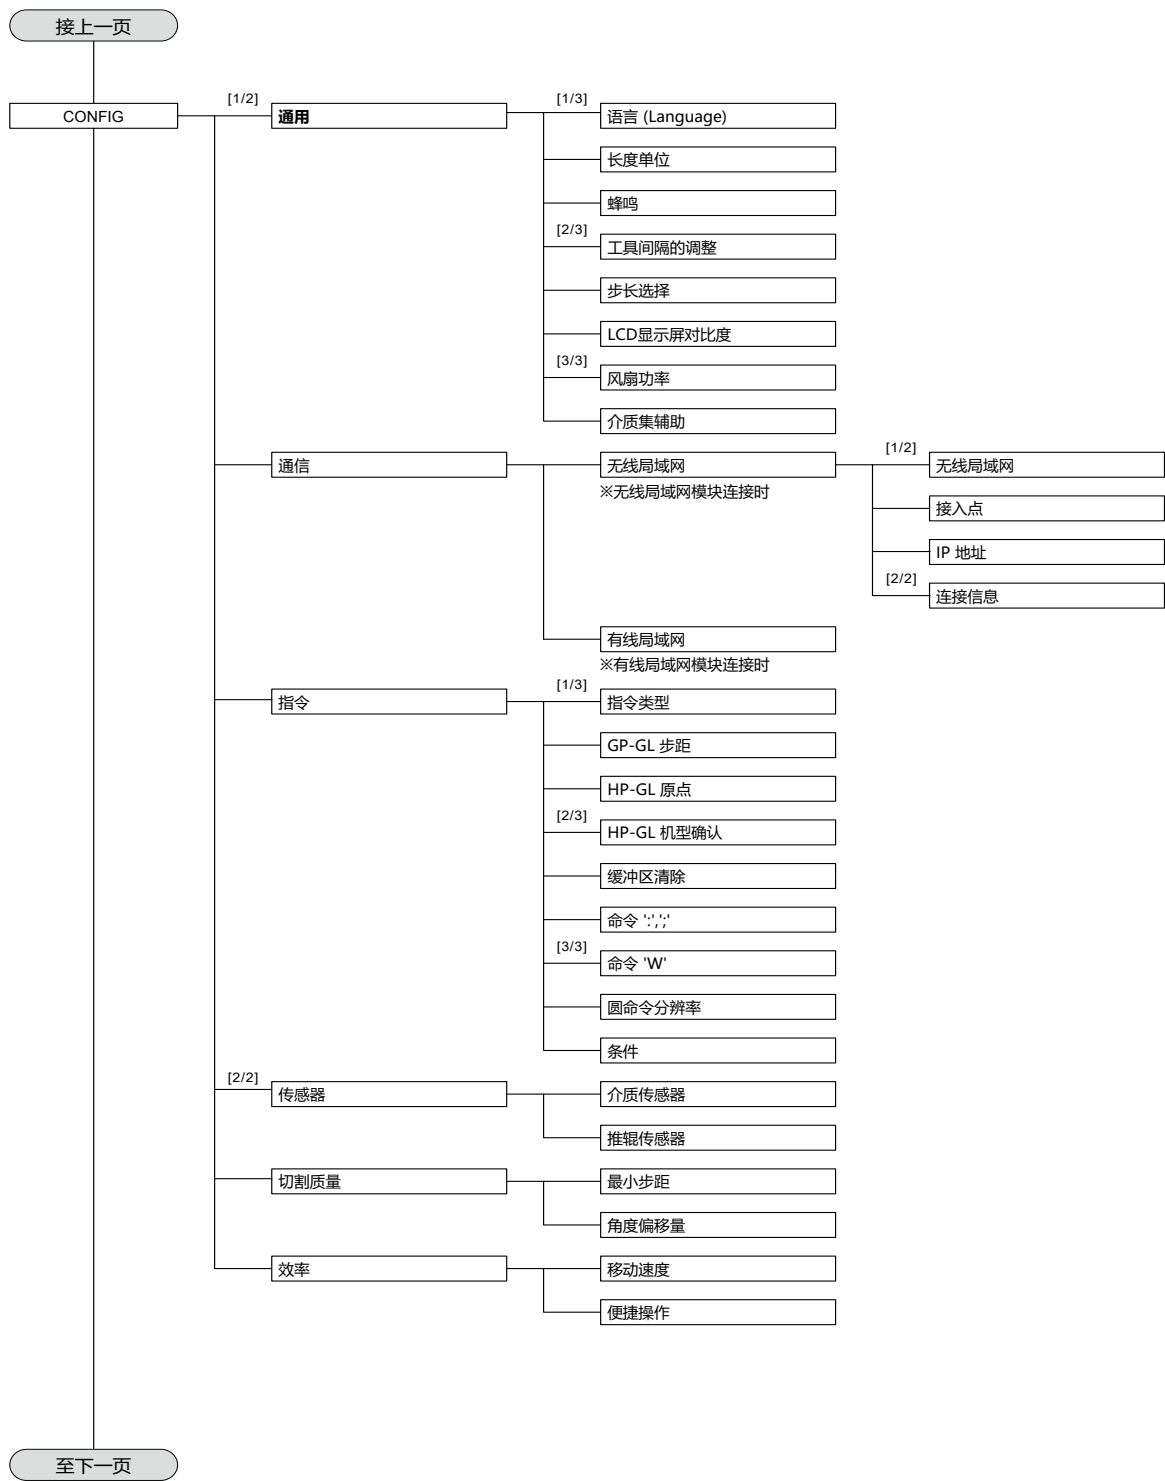 接上一页
[1/2]
[1/3]
CONFIG
通用
语言 (Language)
长度单位
蜂鸣
[2/3]
工具间隔的调整
步长选择
LCD显示屏对比度
[3/3]
风扇功率
介质集辅助
[1/2]
通信
无线局域网
无线局域网
※无线局域网模块连接时
接入点
IP 地址
[2/2]
连接信息
有线局域网
※有线局域网模块连接时
[1/3]
指令
指令类型
GP-GL 步距
HP-GL 原点
[2/3]
HP-GL 机型确认
缓冲区清除
命令 ':',';'
[3/3]
命令 'W'
圆命令分辨率
条件
[2/2]
传感器
介质传感器
推辊传感器
切割质量
最小步距
角度偏移量
效率
移动速度
便捷操作
至下一页